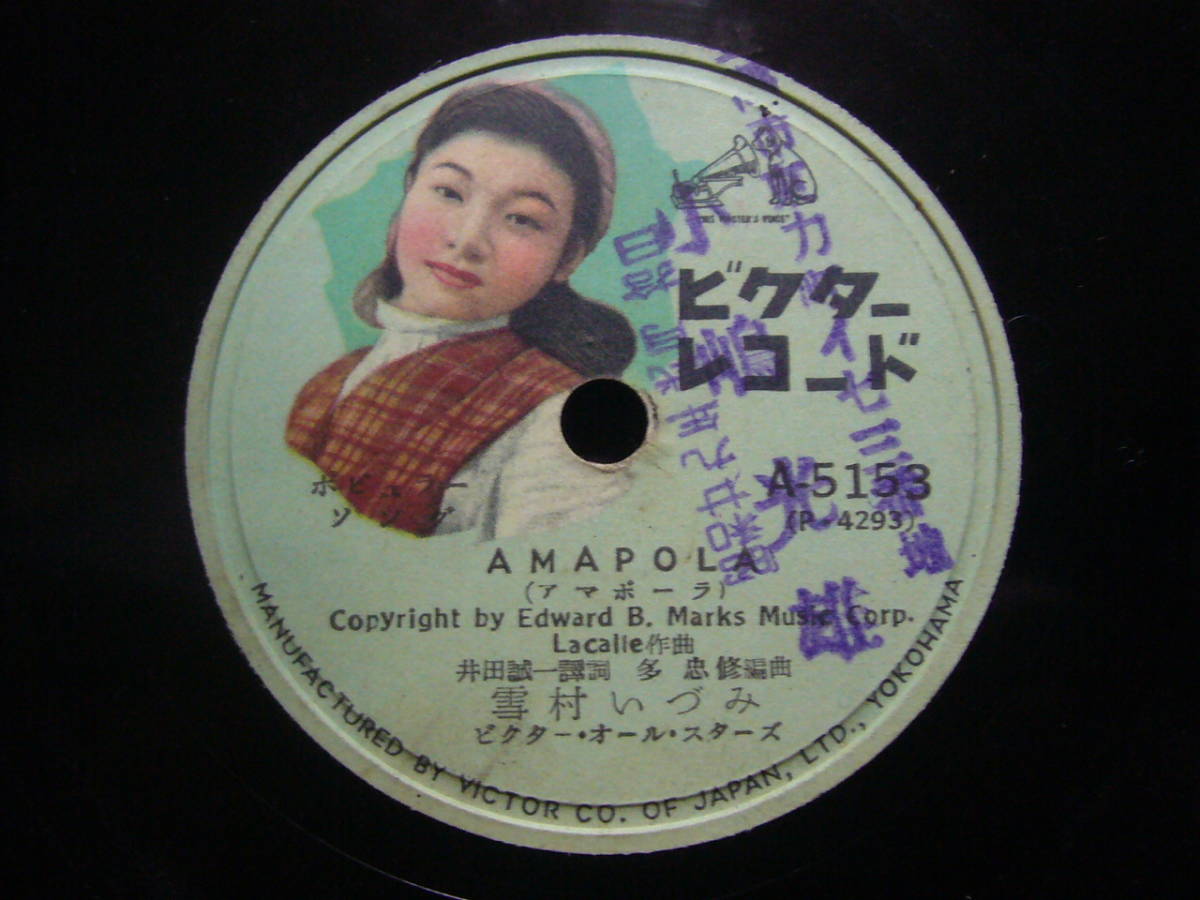 "HIS MASTER'S VOICE"
ビクター
レコード
A-5153
(P-4293)
ポピュラー
ソング
AMAPOLA
(アマポーラ)
Copyright by Edward B. Marks Music Corp.
Lacalle作曲
井田誠一譯詞 多 忠修編曲
雪村いづみ
ビクター・オール・スターズ
MANUFACTURED BY VICTOR CO. OF JAPAN, LTD., YOKOHAMA